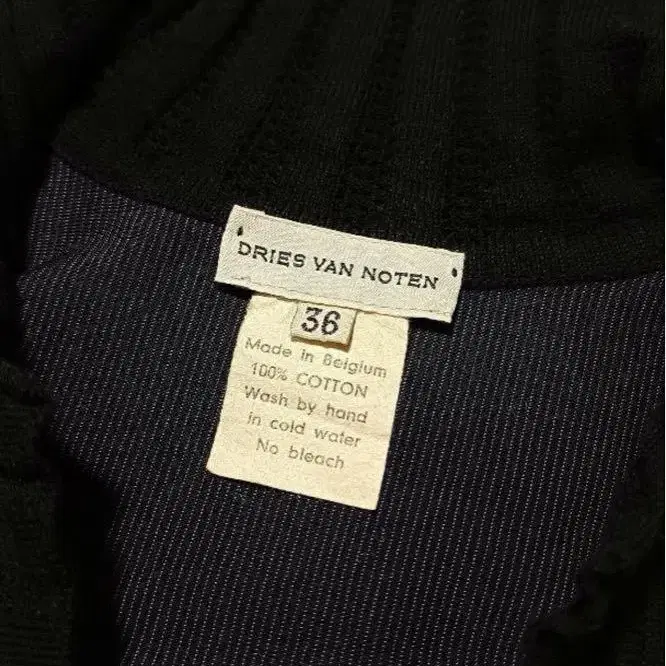 DRIES VAN NOTEN
36
Made in Belgium
100% COTTON
Wash by hand
in cold water
No bleach